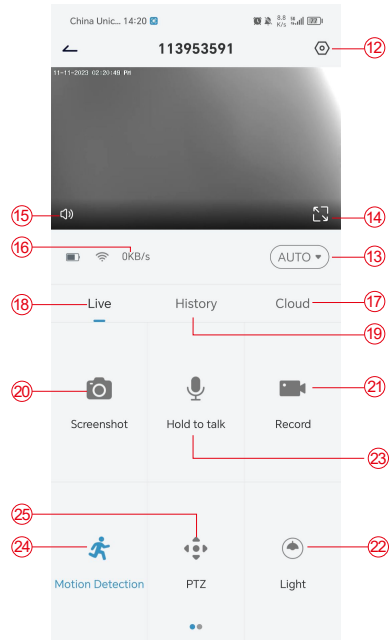 China Unic... 14:20 8.8 K/s
113953591
12
11-11-2023 02:20:49 PM
15
14
16
0KB/s
AUTO
13
18
Live
History
Cloud
17
19
20
21
Screenshot
Hold to talk
Record
23
25
24
22
Motion Detection
PTZ
Light